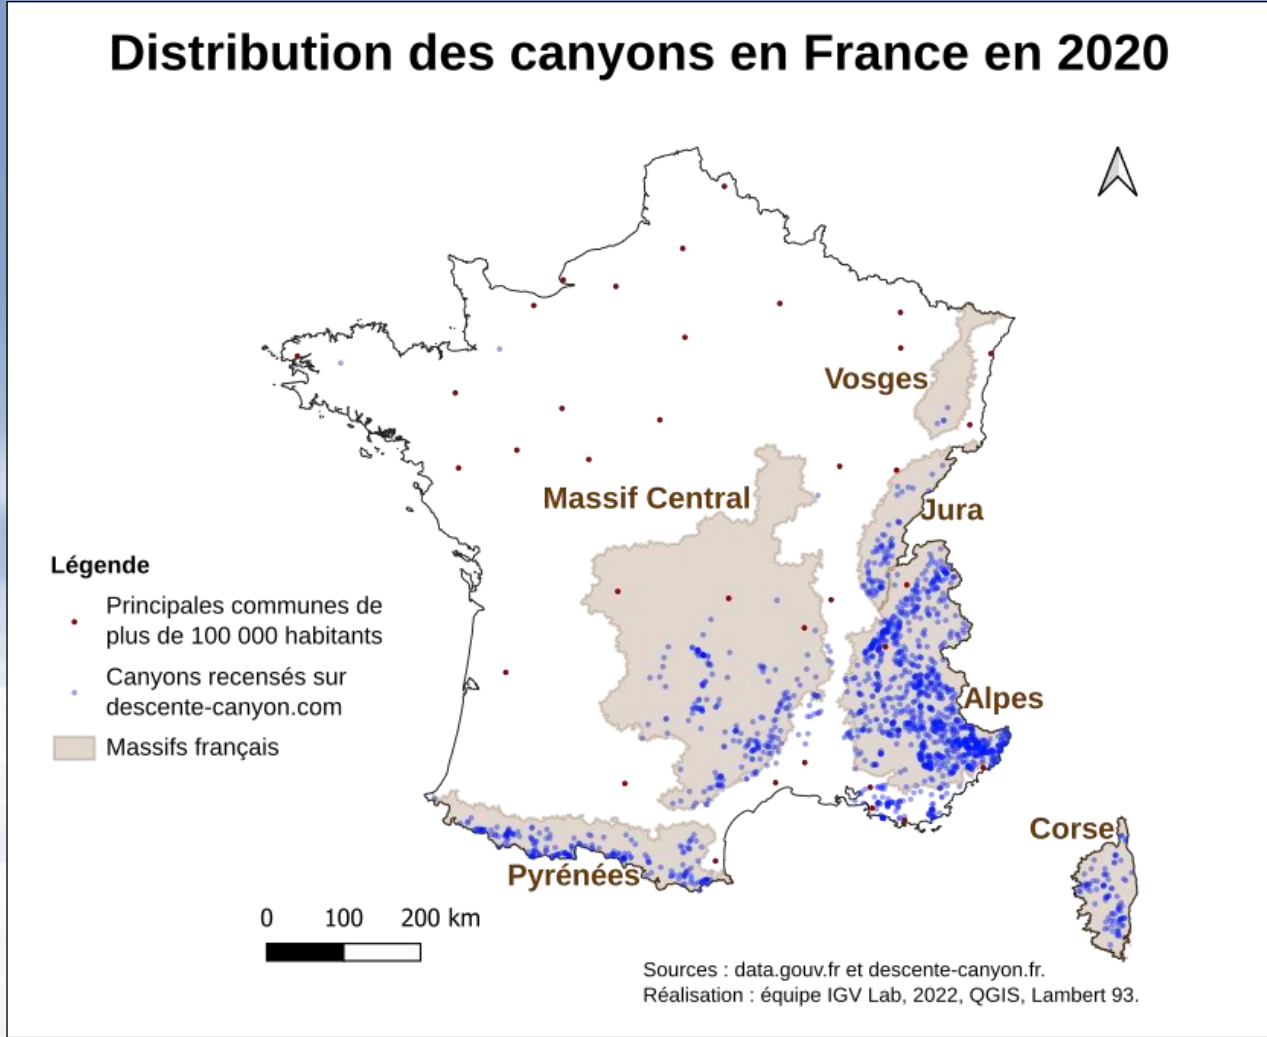 Distribution des canyons en France en 2020
Vosges
Massif Central
Jura
Légende
Principales communes de
plus de 100 000 habitants
Canyons recensés sur
descente-canyon.com
Massifs français
Alpes
Corse
Pyrénées
0 100 200 km
Sources : data.gouv.fr et descente-canyon.fr.
Réalisation : équipe IGV Lab, 2022, QGIS, Lambert 93.